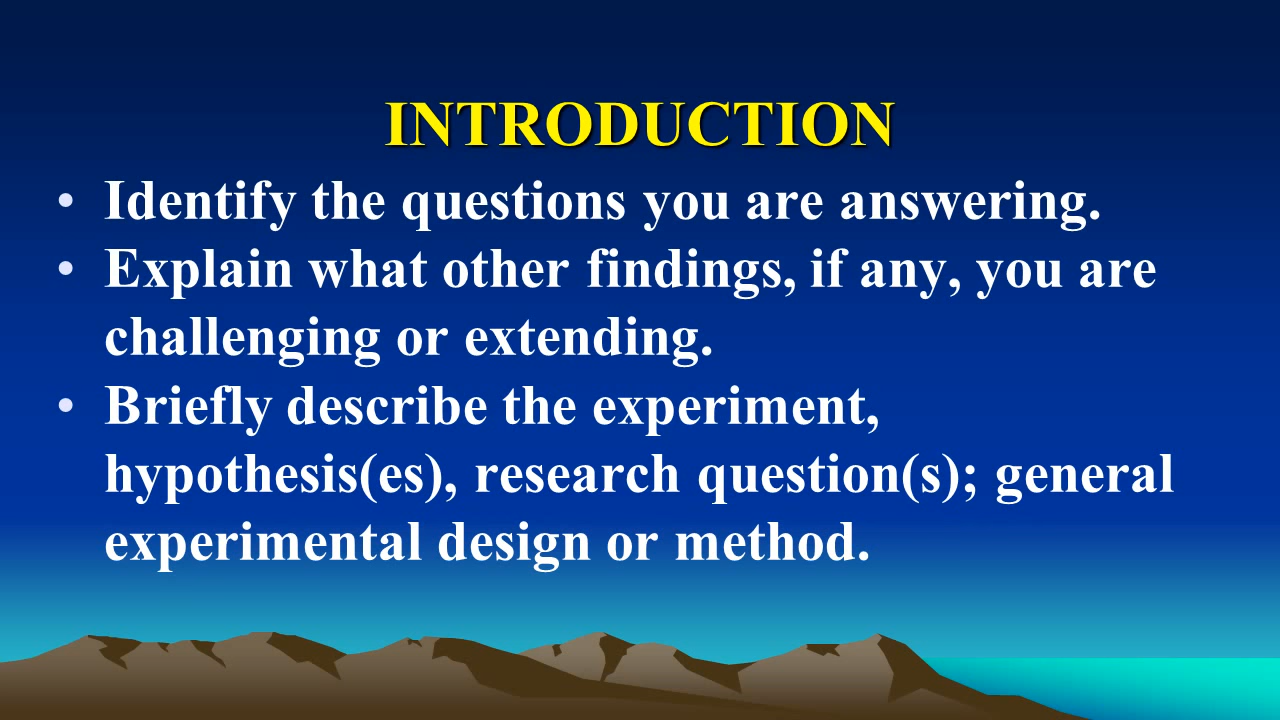 INTRODUCTION
• Identify the questions you are answering.
• Explain what other findings, if any, you are
challenging or extending.
• Briefly describe the experiment,
hypothesis(es), research question(s); general
experimental design or method.